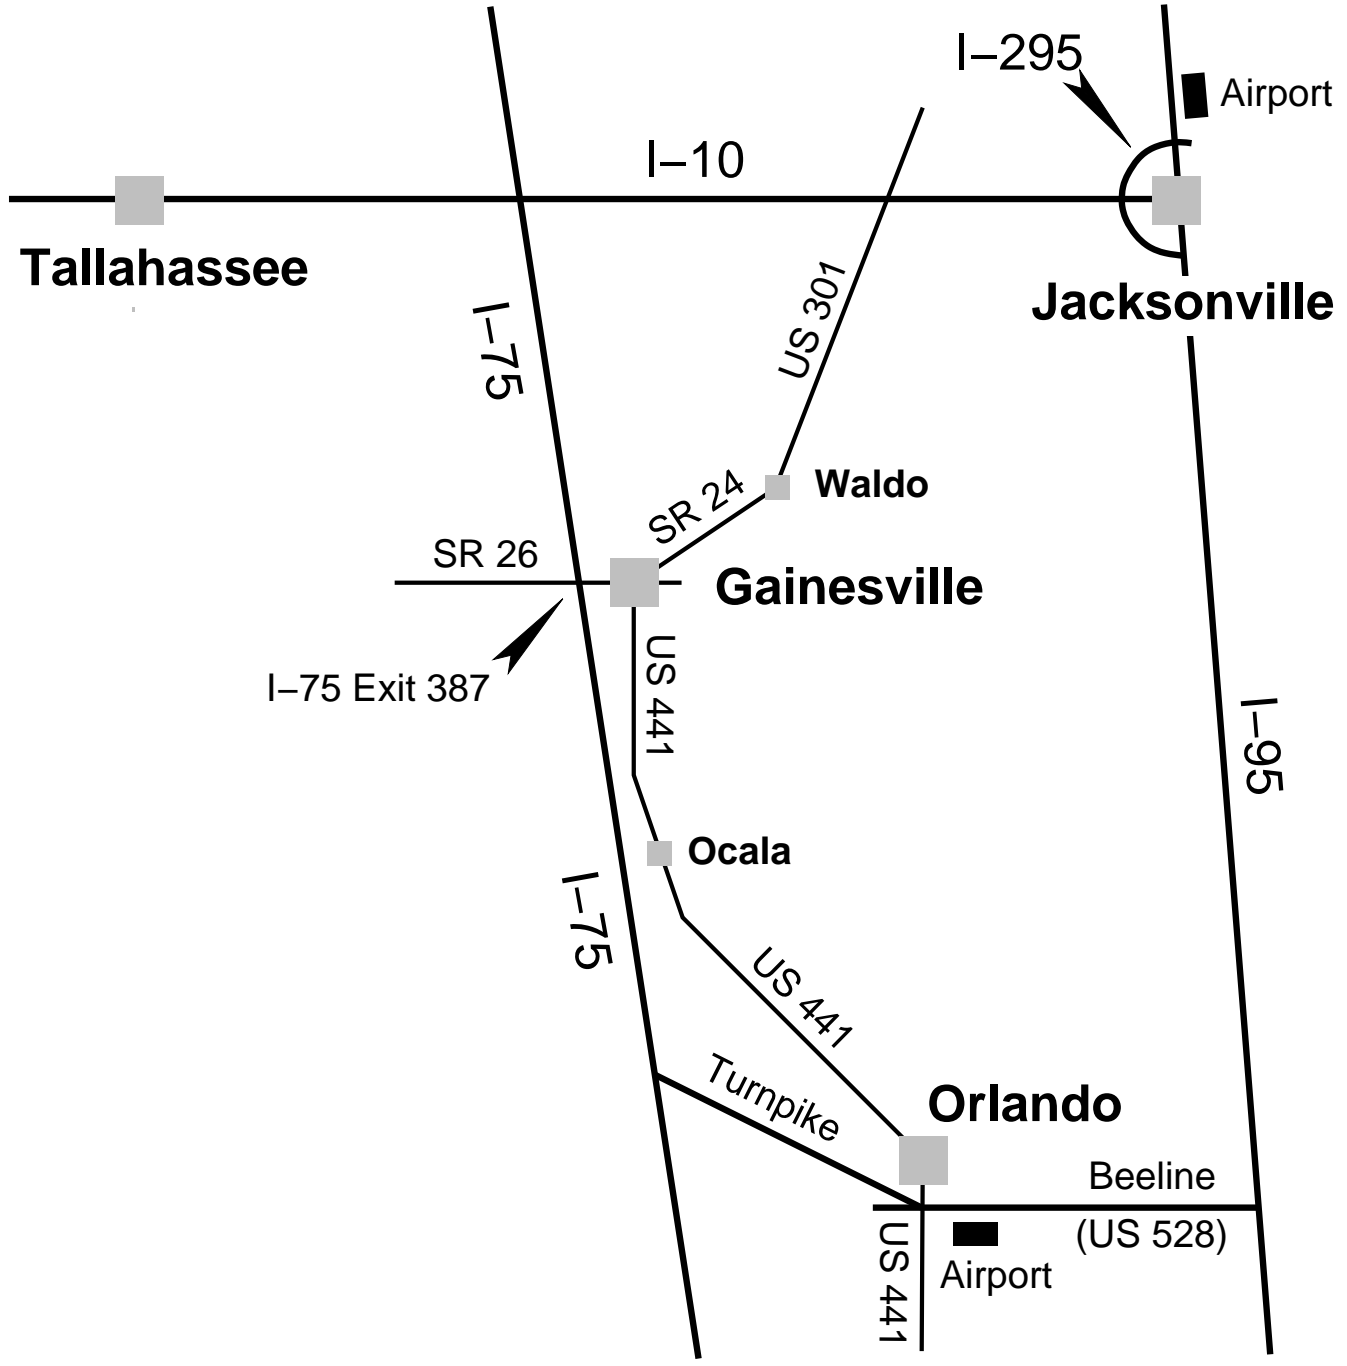 I–295
Airport
I–10
Tallahassee
Jacksonville
US 301
I–75
Waldo
SR 24
SR 26
Gainesville
I–75 Exit 387
US 441
I–95
Ocala
I–75
US 441
Turnpike
Orlando
Beeline
(US 528)
US 441
Airport